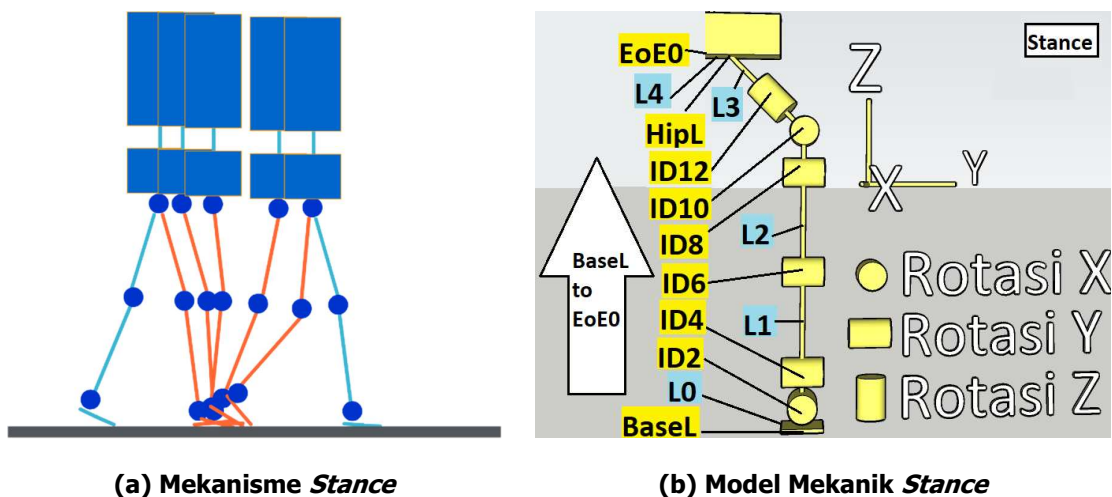 Stance
EoE0
L4
L3
HipL
ID12
ID10
ID8
L2
ID6
ID4
L1
ID2
L0
BaseL
BaseL
to
EoE0
Z
Y
X
Rotasi X
Rotasi Y
Rotasi Z
(a) Mekanisme Stance
(b) Model Mekanik Stance